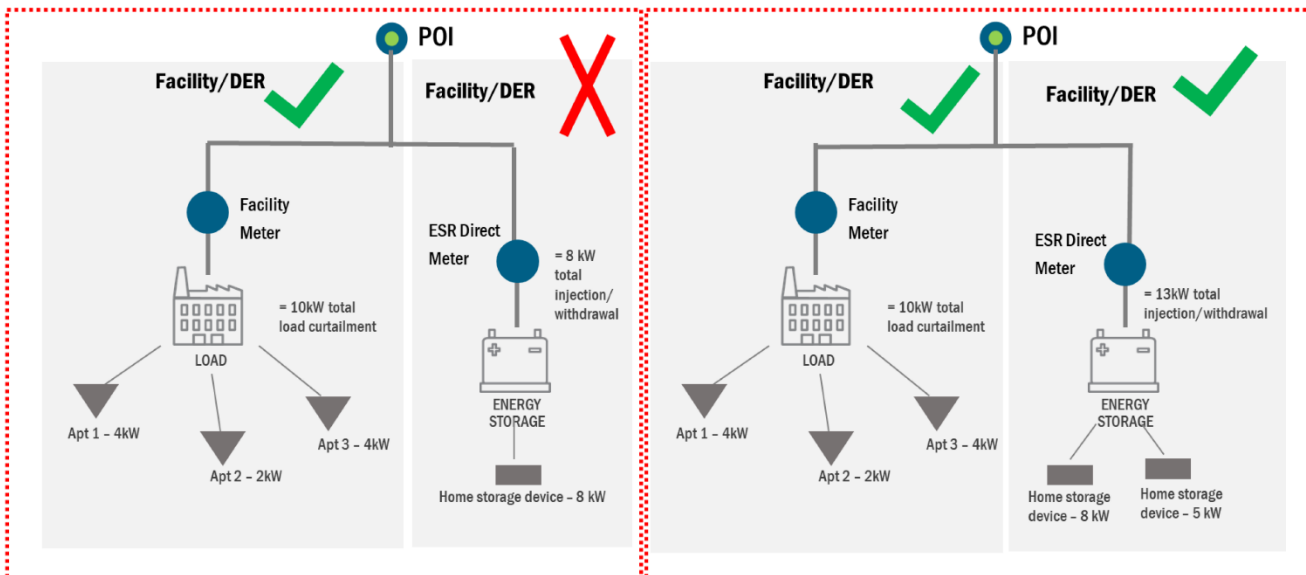 POI
Facility/DER
Facility/DER
Facility
Meter
ESR Direct
Meter
= 8 kW
total
injection/
withdrawal
= 10kW total
load curtailment
LOAD
Apt 1 – 4kW
Apt 2 – 2kW
Apt 3 – 4kW
ENERGY
STORAGE
Home storage device – 8 kW
POI
Facility/DER
Facility/DER
Facility
Meter
ESR Direct
Meter
= 13kW total
injection/withdrawal
= 10kW total
load curtailment
LOAD
Apt 1 – 4kW
Apt 2 – 2kW
Apt 3 – 4kW
ENERGY
STORAGE
Home storage
device – 8 kW
Home storage
device – 5 kW